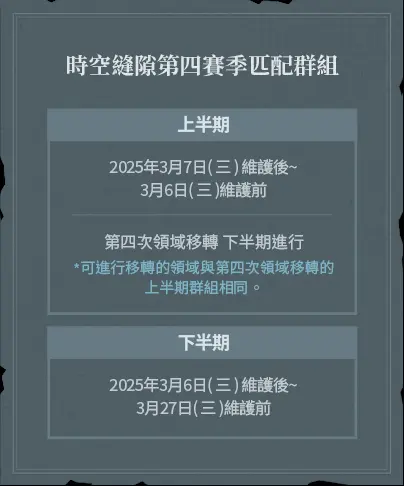 時空縫隙第四賽季匹配群組
上半期
2025年3月7日(三)維護後~
3月6日(三)維護前
第四次領域移轉 下半期進行
*可進行移轉的領域與第四次領域移轉的
上半期群組相同。
下半期
2025年3月6日(三)維護後~
3月27日(三)維護前